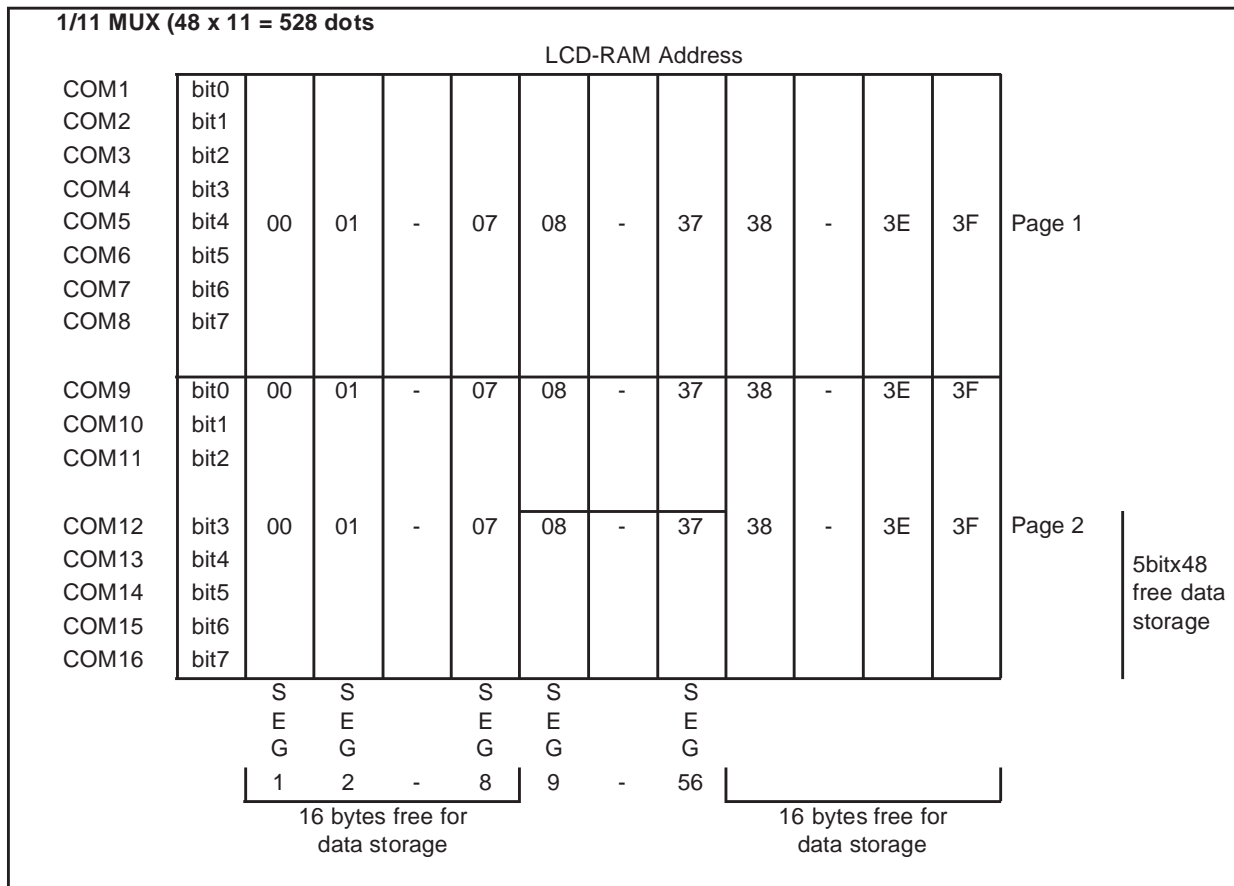 1/11 MUX (48 x 11 = 528 dots
LCD-RAM Address
COM1 bit0
COM2 bit1
COM3 bit2
COM4 bit3
COM5 bit4 00 01 - 07 08 - 37 38 - 3E 3F Page 1
COM6 bit5
COM7 bit6
COM8 bit7
COM9 bit0 00 01 - 07 08 - 37 38 - 3E 3F
COM10 bit1
COM11 bit2
COM12 bit3 00 01 - 07 08 - 37 38 - 3E 3F Page 2
COM13 bit4
COM14 bit5
COM15 bit6
COM16 bit7
5bitx48
free data
storage
S S S S S
E E E E E
G G G G G
1 2 - 8 9 - 56
16 bytes free for
data storage
16 bytes free for
data storage